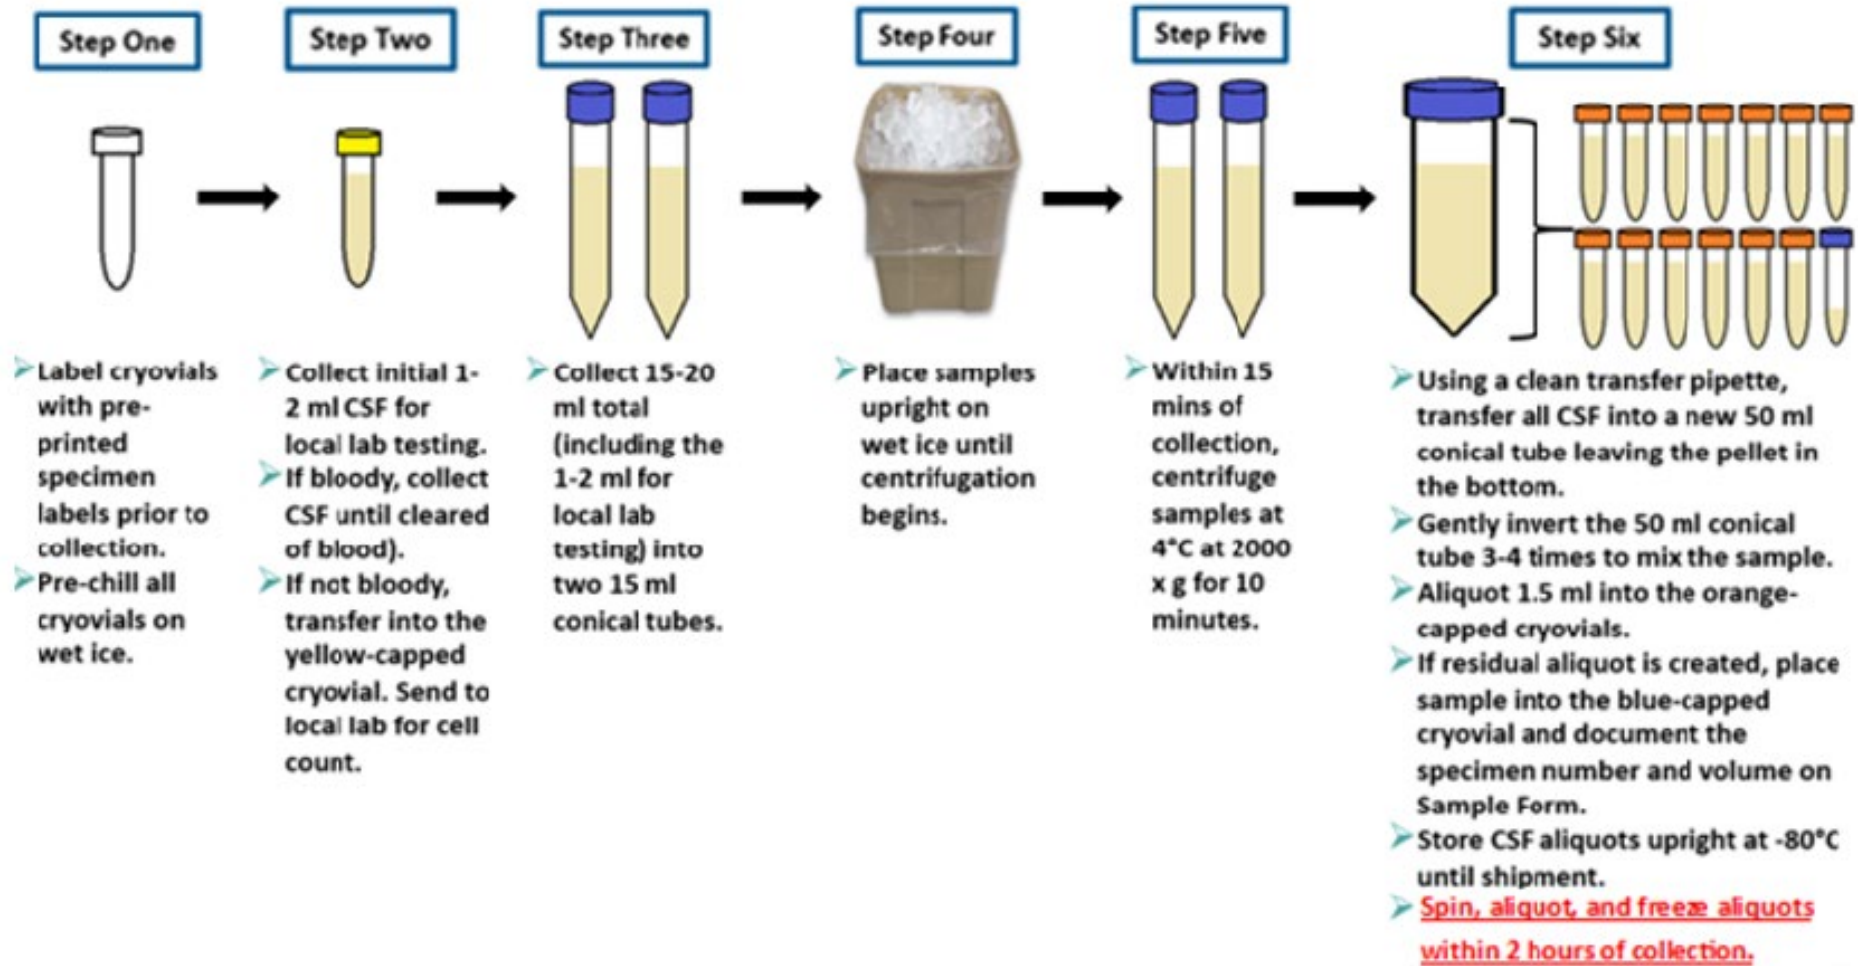 Step One
Step Two
Step Three
Step Four
Step Five
Step Six
Label cryovials
with pre-
printed
specimen
labels prior to
collection.
Pre-chill all
cryovials on
wet ice.
Collect initial 1-
2 ml CSF for
local lab testing.
If bloody, collect
CSF until cleared
of blood).
If not bloody,
transfer into the
yellow-capped
cryovial. Send to
local lab for cell
count.
Collect 15-20
ml total
(including the
1-2 ml for
local lab
testing) into
two 15 ml
conical tubes.
Place samples
upright on
wet ice until
centrifugation
begins.
Within 15
mins of
collection,
centrifuge
samples at
4°C at 2000
x g for 10
minutes.
Using a clean transfer pipette,
transfer all CSF into a new 50 ml
conical tube leaving the pellet in
the bottom.
Gently invert the 50 ml conical
tube 3-4 times to mix the sample.
Aliquot 1.5 ml into the orange-
capped cryovials.
If residual aliquot is created, place
sample into the blue-capped
cryovial and document the
specimen number and volume on
Sample Form.
Store CSF aliquots upright at -80°C
until shipment.
Spin, aliquot, and freeze aliquots
within 2 hours of collection.